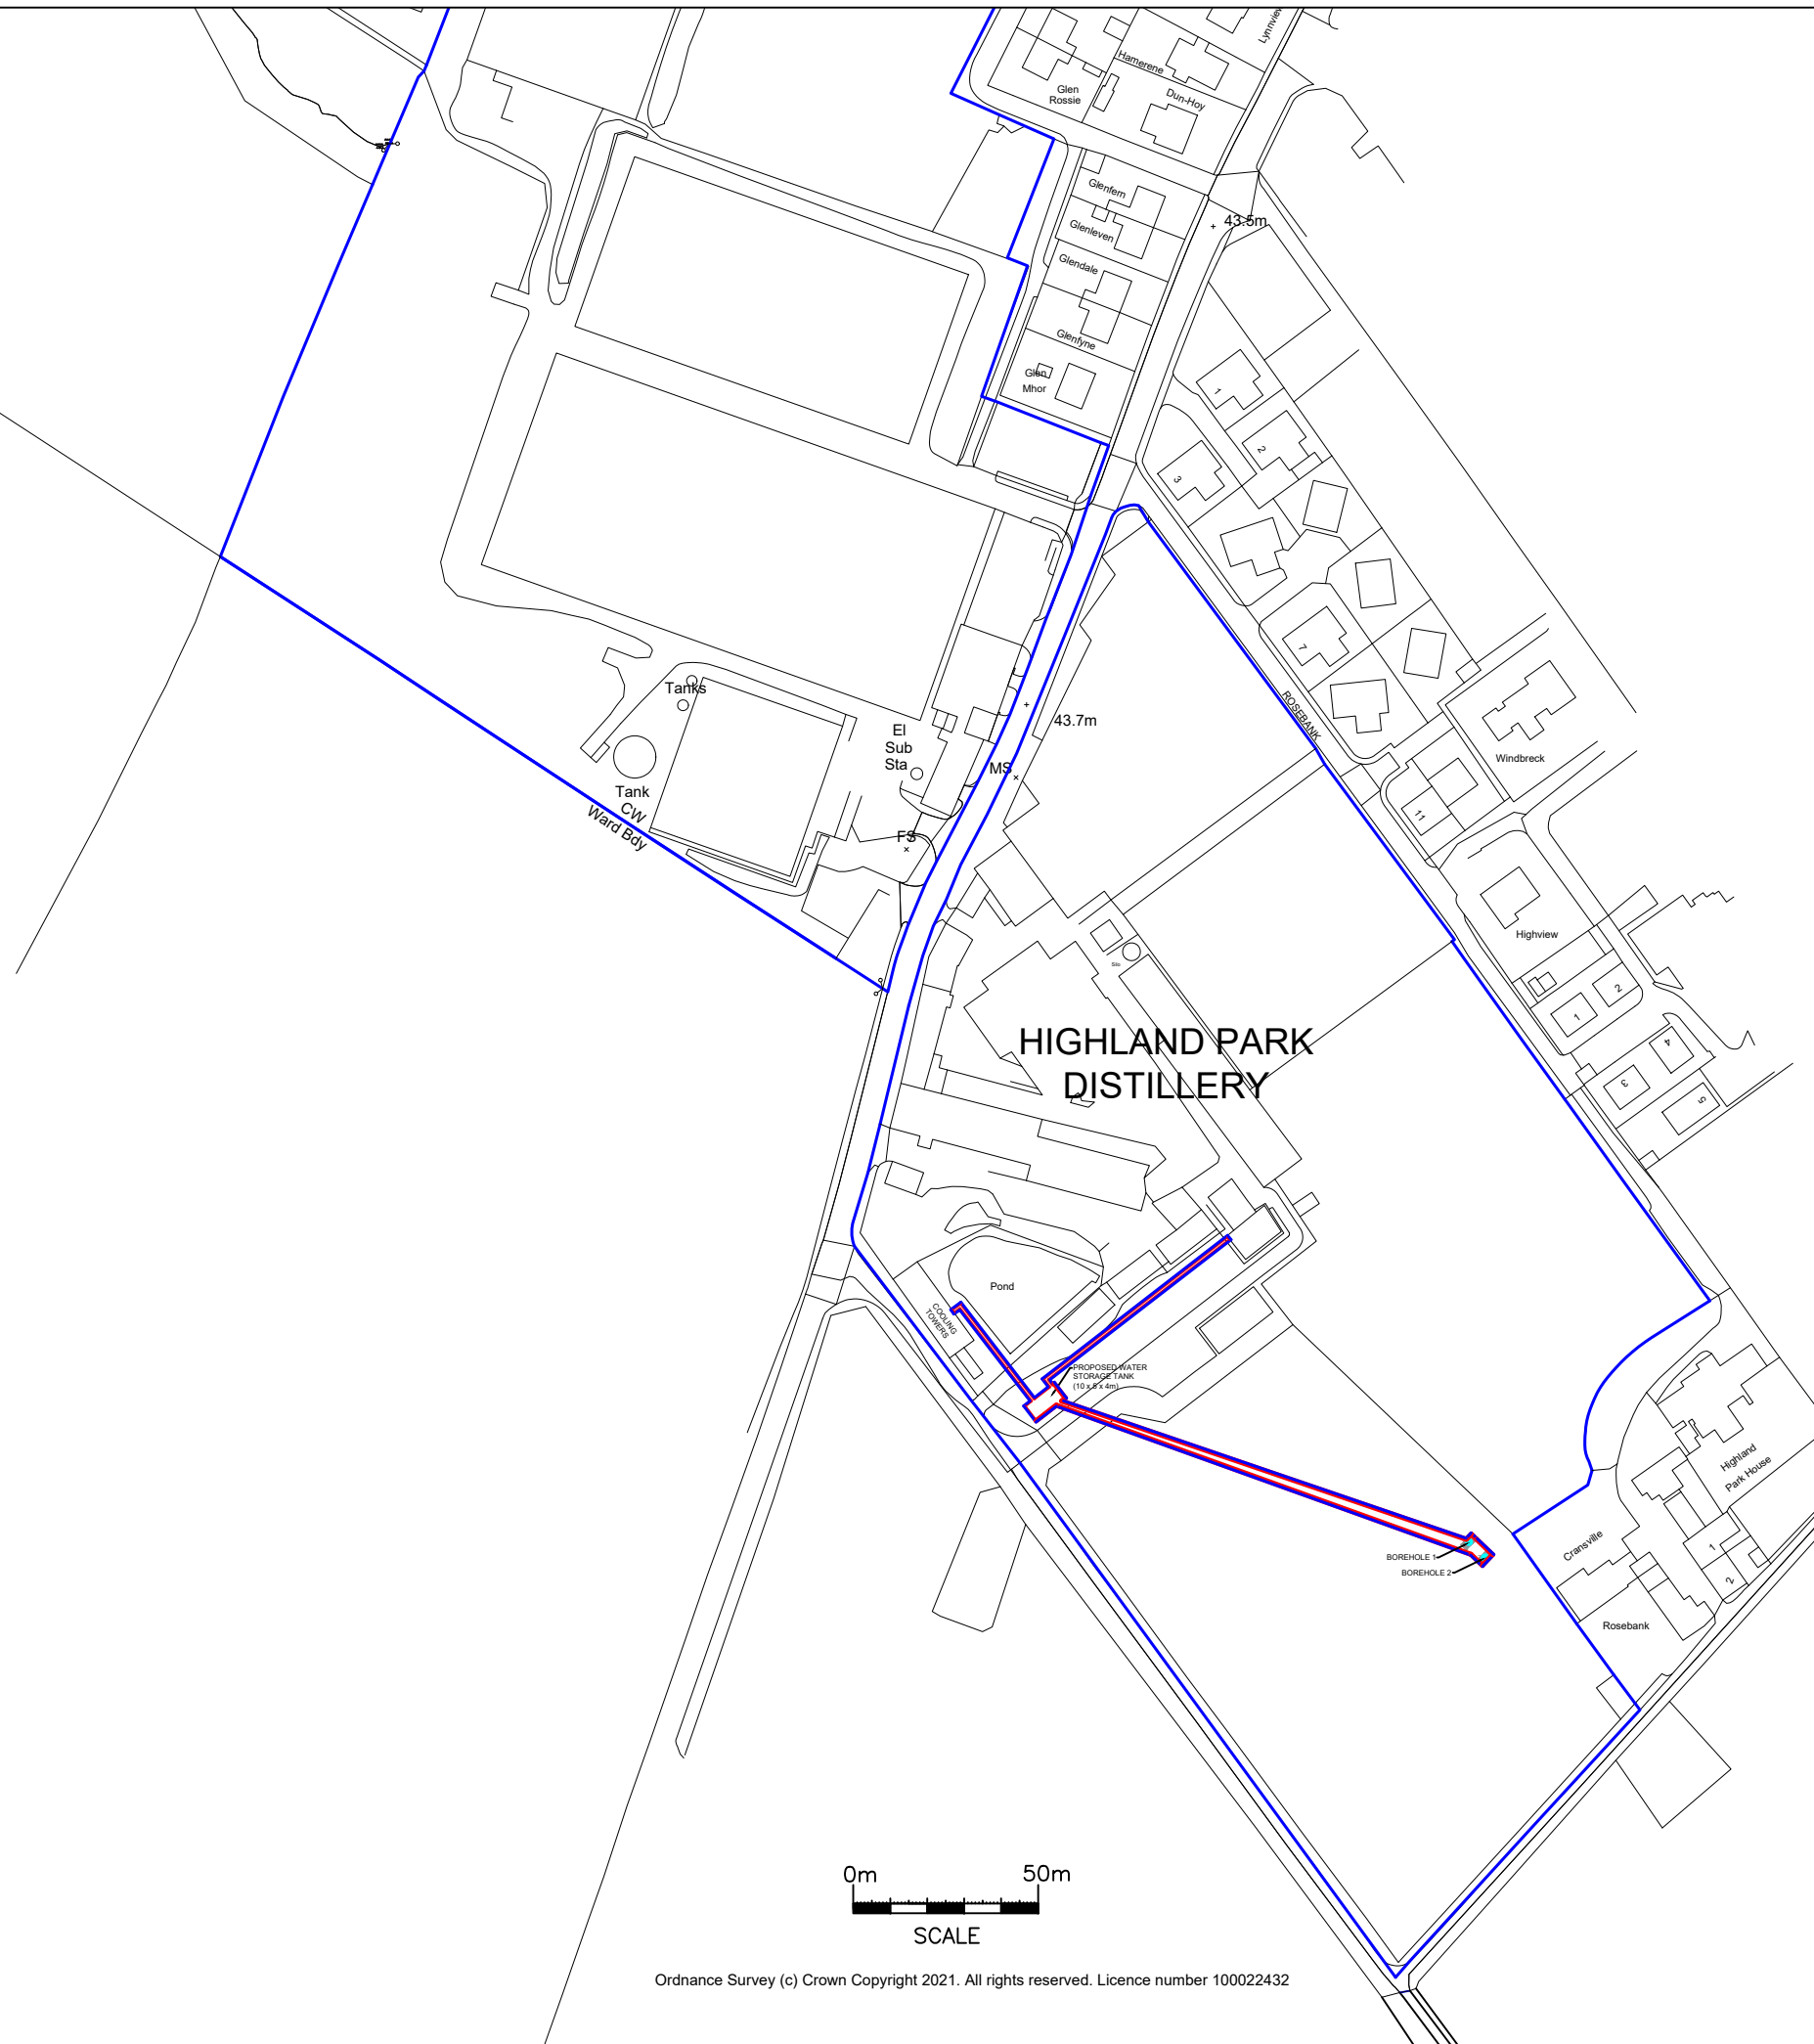 Lynnview
Hamerene
Glen
Rossie
Dun-Hoy
Glenfern
Glenleven
43.5m
Glendale
Glenfyne
Glen
Mhor
1
2
3
7
Tanks
ROSEBANK
El
Sub
Sta
43.7m
MS
Windbreck
Tank
CW
Ward Bdy
11
FS
Highview
Silo
2
1
HIGHLAND PARK
DISTILLERY
4
3
5
Pond
COOLING
TOWERS
PROPOSED WATER
STORAGE TANK
(10 x 8 x 4m)
Highland
Park House
Cransville
BOREHOLE 1
BOREHOLE 2
1
2
Rosebank
0m 50m
SCALE
Ordnance Survey (c) Crown Copyright 2021. All rights reserved. Licence number 100022432